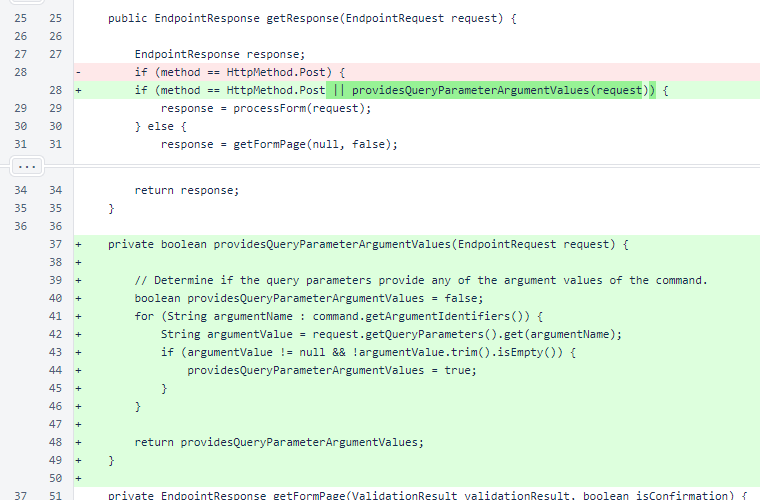 25 25 public EndpointResponse getResponse(EndpointRequest request) {
26 26
27 27 EndpointResponse response;
28 - if (method == HttpMethod.Post) {
28 + if (method == HttpMethod.Post || providesQueryParameterArgumentValues(request)) {
29 29 response = processForm(request);
30 30 } else {
31 31 response = getFormPage(null, false);
...
34 34 return response;
35 35 }
36 36
37 + private boolean providesQueryParameterArgumentValues(EndpointRequest request) {
38 +
39 + // Determine if the query parameters provide any of the argument values of the command.
40 + boolean providesQueryParameterArgumentValues = false;
41 + for (String argumentName : command.getArgumentIdentifiers()) {
42 + String argumentValue = request.getQueryParameters().get(argumentName);
43 + if (argumentValue != null && !argumentValue.trim().isEmpty()) {
44 + providesQueryParameterArgumentValues = true;
45 + }
46 + }
47 +
48 + return providesQueryParameterArgumentValues;
49 + }
50 +
37 51 private EndpointResponse getFormPage(ValidationResult validationResult, boolean isConfirmation) {